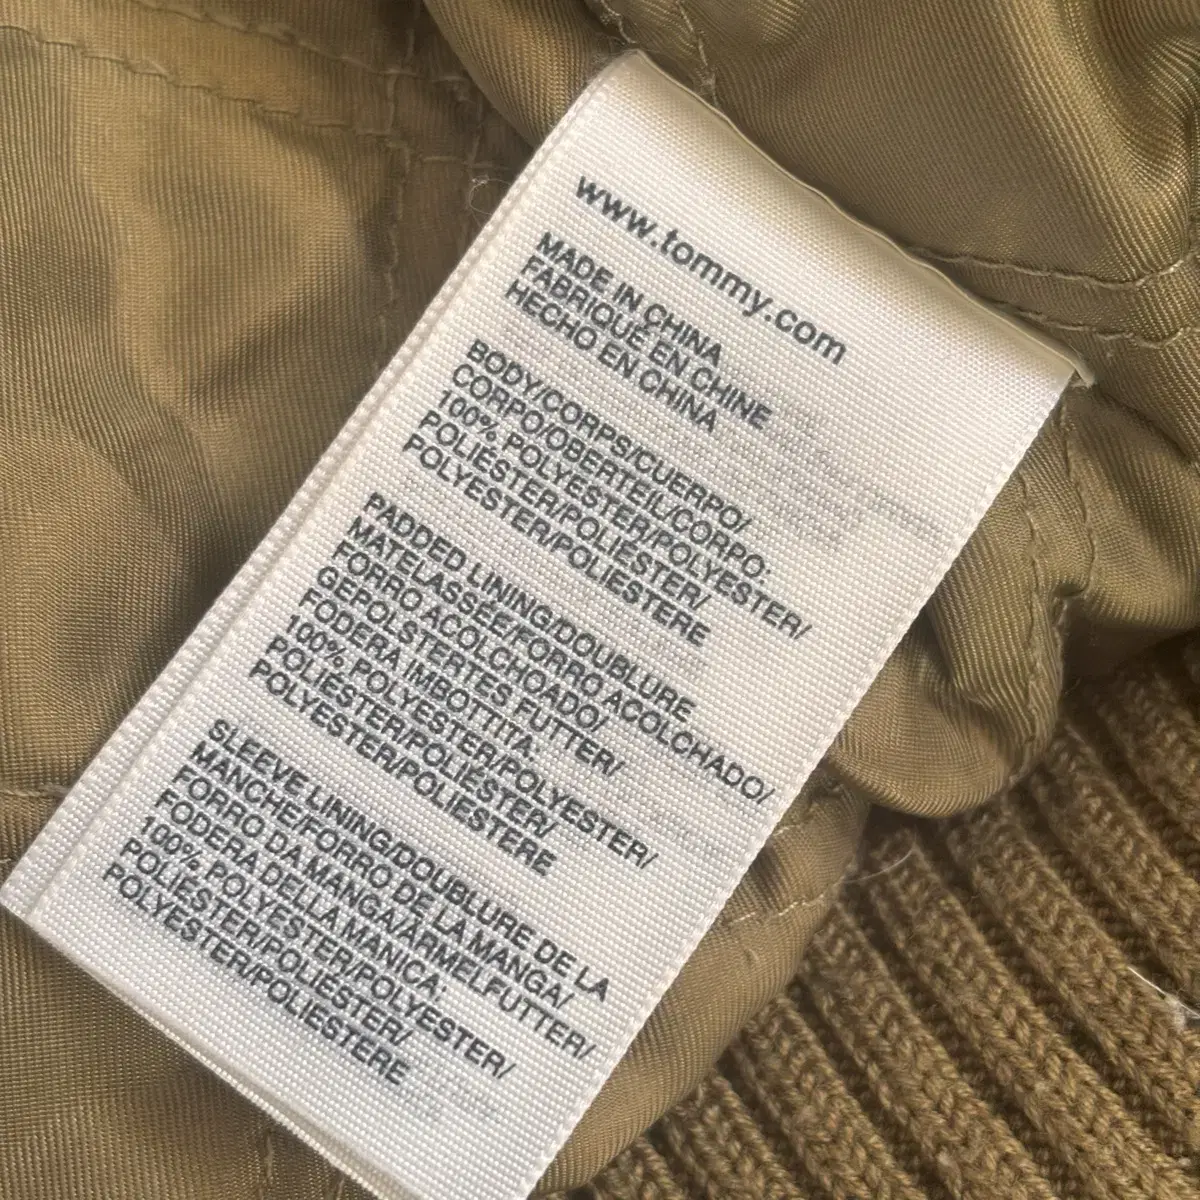 www.tommy.com
MADE IN CHINA
FABRIQUÉ EN CHINE
HECHO EN CHINA
BODY/CORPS/CUERPO/
CORPO/OBERTEIL/CORPO:
100% POLYESTER/POLYESTER/
POLIÉSTER/POLIÉSTER/
POLYESTER/POLIESTERE
PADDED LINING/DOUBLURE
MATELASSÉE/FORRO ACOLCHADO/
FORRO ACOLCHOADO/
GEPOLSTERTES FUTTER/
FODERA IMBOTTITA:
100% POLYESTER/POLYESTER/
POLIÉSTER/POLIÉSTER/
POLYESTER/POLIESTERE
SLEEVE LINING/DOUBLURE DE LA
MANCHE/FORRO DE LA MANGA/
FORRO DA MANGA/ÄRMELFUTTER/
FODERA DELLA MANICA:
100% POLYESTER/POLYESTER/
POLIÉSTER/POLIÉSTER/
POLYESTER/POLIESTERE